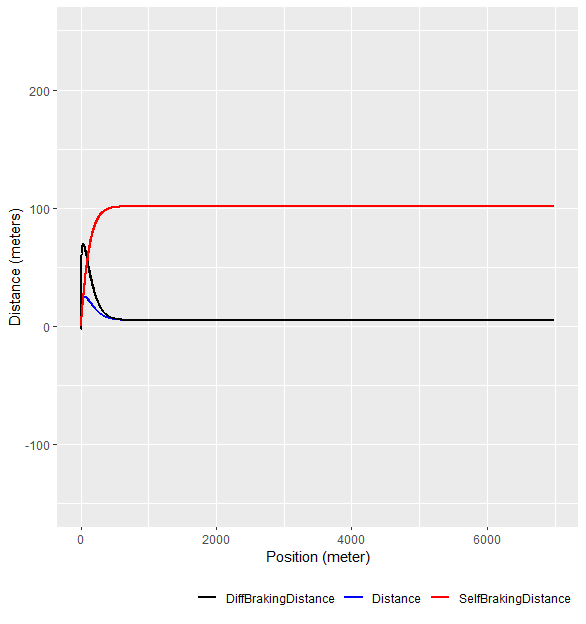 200
100
0
-100
Distance (meters)
0 2000 4000 6000
Position (meter)
DiffBrakingDistance Distance SelfBrakingDistance